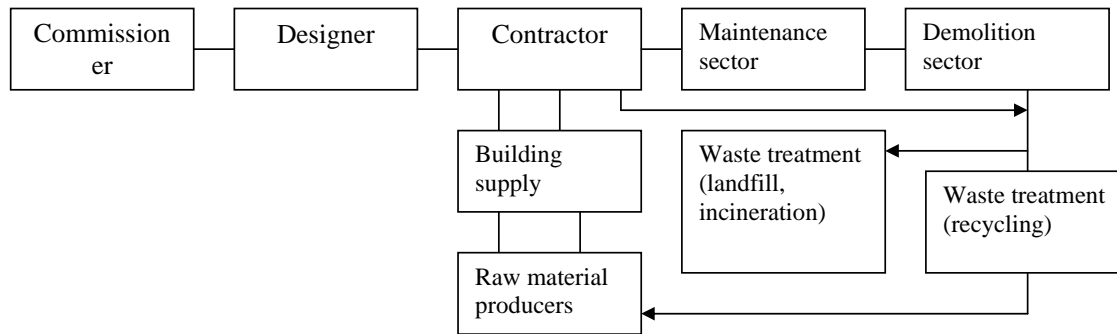 Commission
er
Designer
Contractor
Maintenance
sector
Demolition
sector
Building
supply
Waste treatment
(landfill,
incineration)
Waste treatment
(recycling)
Raw material
producers